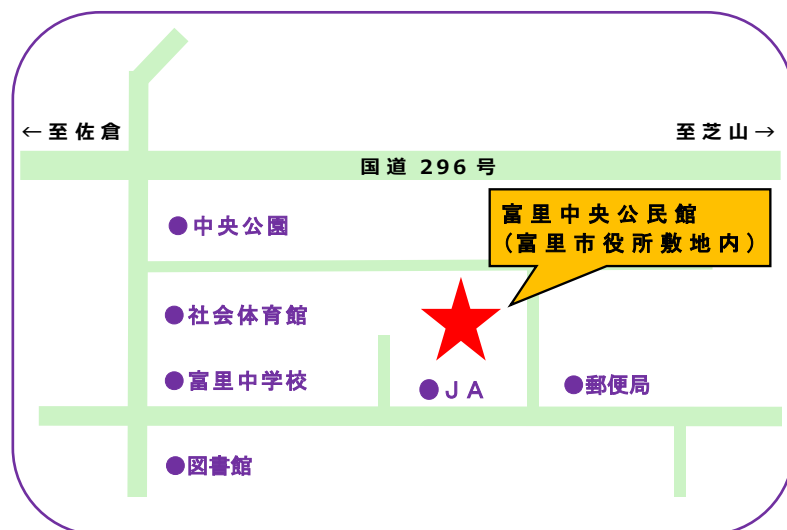 ←至佐倉
至芝山→
国道 296 号
富里中央公民館
（富里市役所敷地内）
●中央公園
●社会体育館
●富里中学校
●ＪＡ
●郵便局
●図書館